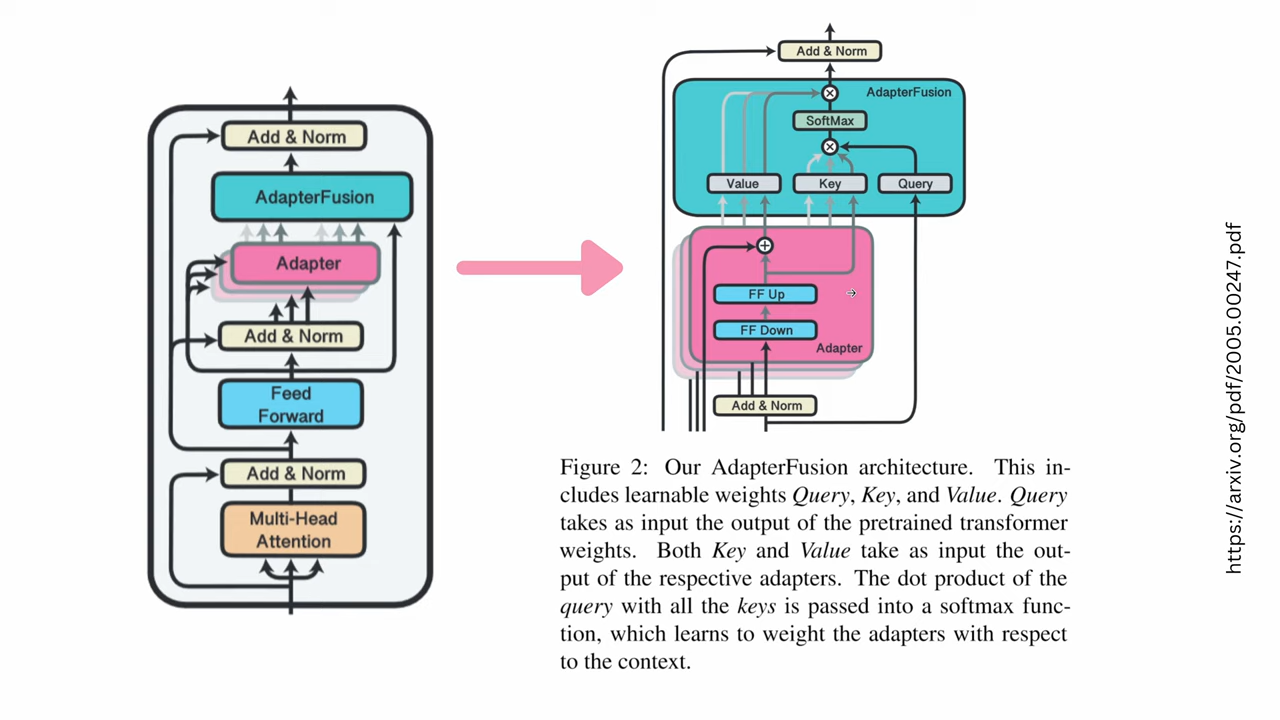 Add & Norm
AdapterFusion
Adapter
Add & Norm
Feed
Forward
Add & Norm
Multi-Head
Attention
Add & Norm
AdapterFusion
SoftMax
Value
Key
Query
FF Up
FF Down
Adapter
Add & Norm
Figure 2: Our AdapterFusion architecture. This in-
cludes learnable weights Query, Key, and Value. Query
takes as input the output of the pretrained transformer
weights. Both Key and Value take as input the out-
put of the respective adapters. The dot product of the
query with all the keys is passed into a softmax func-
tion, which learns to weight the adapters with respect
to the context.
https://arxiv.org/pdf/2005.00247.pdf